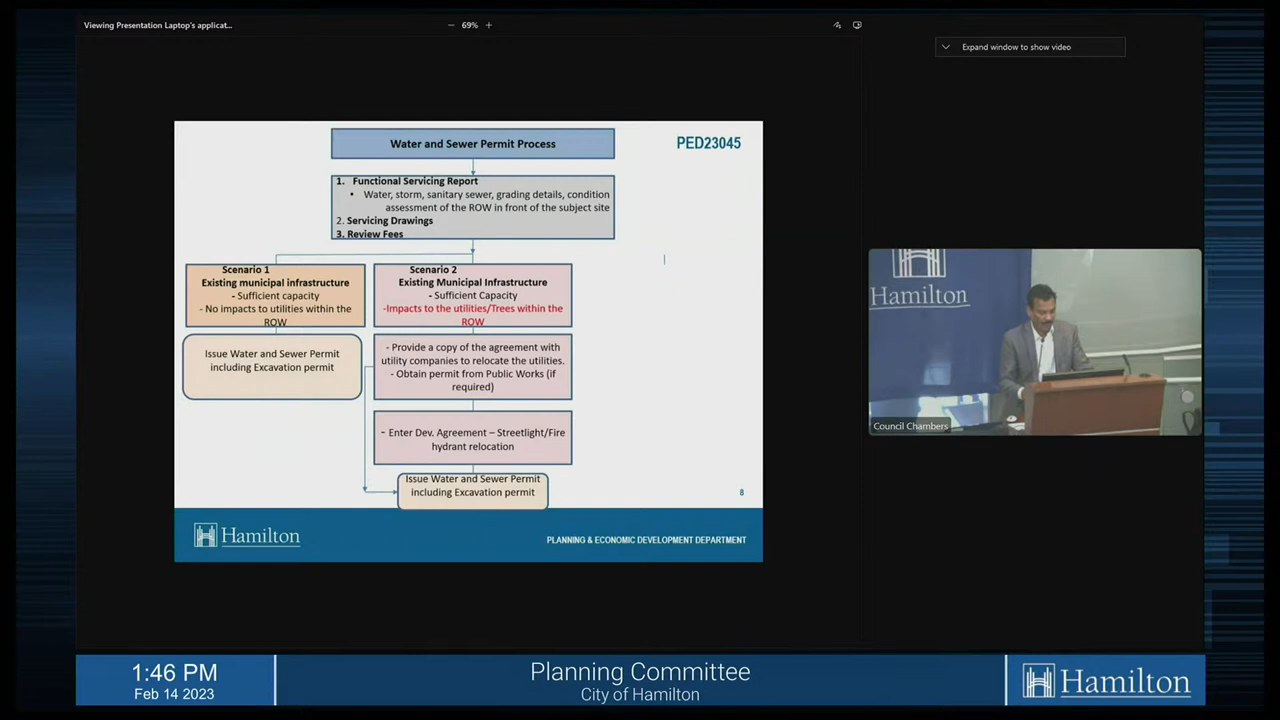 Viewing Presentation Laptop's applicat...
— 69% +
Expand window to show video
Water and Sewer Permit Process
PED23045
1. Functional Servicing Report
• Water, storm, sanitary sewer, grading details, condition
assessment of the ROW in front of the subject site
2. Servicing Drawings
3. Review Fees
Scenario 1
Existing municipal infrastructure
- Sufficient capacity
- No impacts to utilities within the
ROW
Scenario 2
Existing Municipal Infrastructure
- Sufficient Capacity
-Impacts to the utilities/Trees within the
ROW
Issue Water and Sewer Permit
including Excavation permit
- Provide a copy of the agreement with
utility companies to relocate the utilities.
- Obtain permit from Public Works (if
required)
- Enter Dev. Agreement – Streetlight/Fire
hydrant relocation
Issue Water and Sewer Permit
including Excavation permit
8
Hamilton
PLANNING & ECONOMIC DEVELOPMENT DEPARTMENT
Hamilton
Council Chambers
1:46 PM
Feb 14 2023
Planning Committee
City of Hamilton
Hamilton